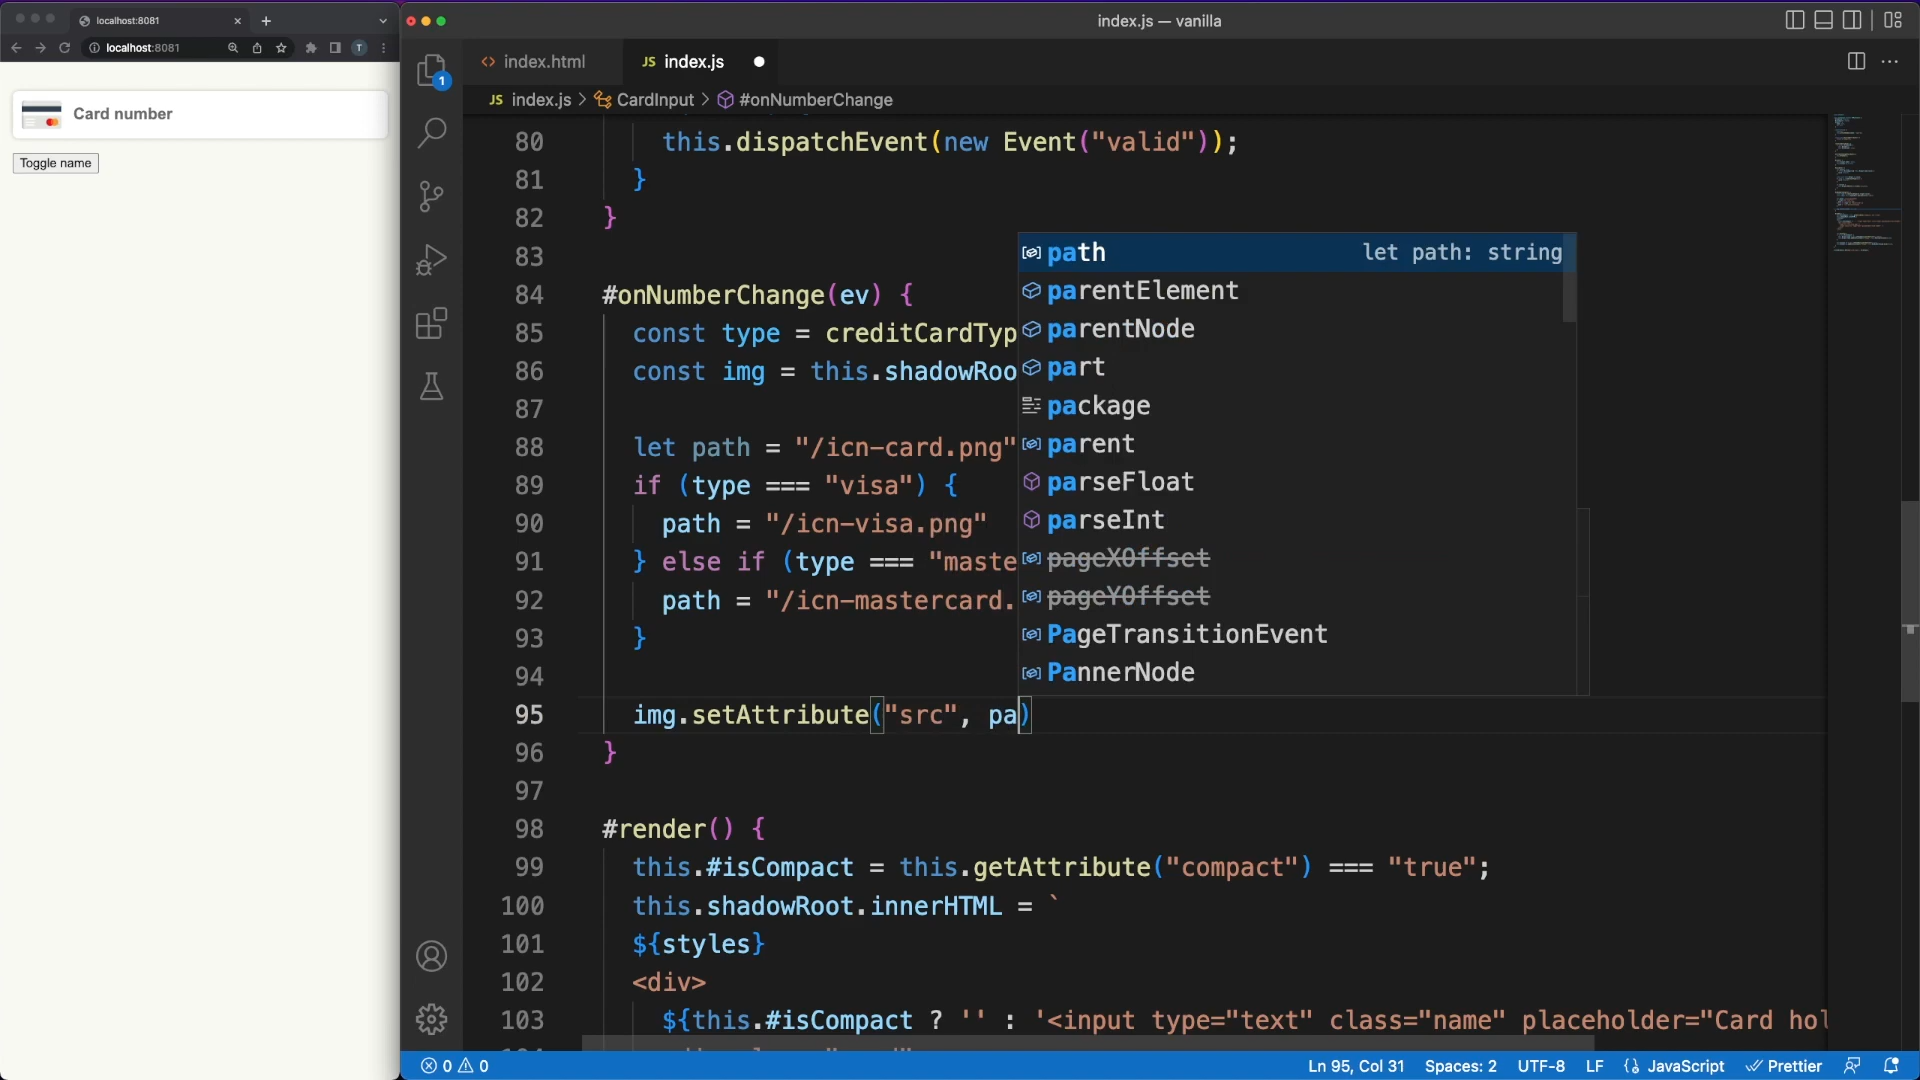 localhost:8081
localhost:8081
T
Card number
Toggle name
index.js — vanilla
index.html
JS index.js
JS index.js > CardInput > #onNumberChange
1
80 this.dispatchEvent(new Event("valid"));
81 }
82 }
83
84 #onNumberChange(ev) {
85 const type = creditCardTyp
86 const img = this.shadowRoo
87
88 let path = "/icn-card.png"
89 if (type === "visa") {
90 path = "/icn-visa.png"
91 } else if (type === "maste
92 path = "/icn-mastercard.
93 }
94
95 img.setAttribute("src", pa)
96 }
97
98 #render() {
99 this.#isCompact = this.getAttribute("compact") === "true";
100 this.shadowRoot.innerHTML = `
101 ${styles}
102 <div>
103 ${this.#isCompact ? '' : '<input type="text" class="name" placeholder="Card hol
path let path: string
parentElement
parentNode
part
package
parent
parseFloat
parseInt
pageXOffset
pageYOffset
PageTransitionEvent
PannerNode
0 0
Ln 95, Col 31 Spaces: 2 UTF-8 LF {} JavaScript Prettier